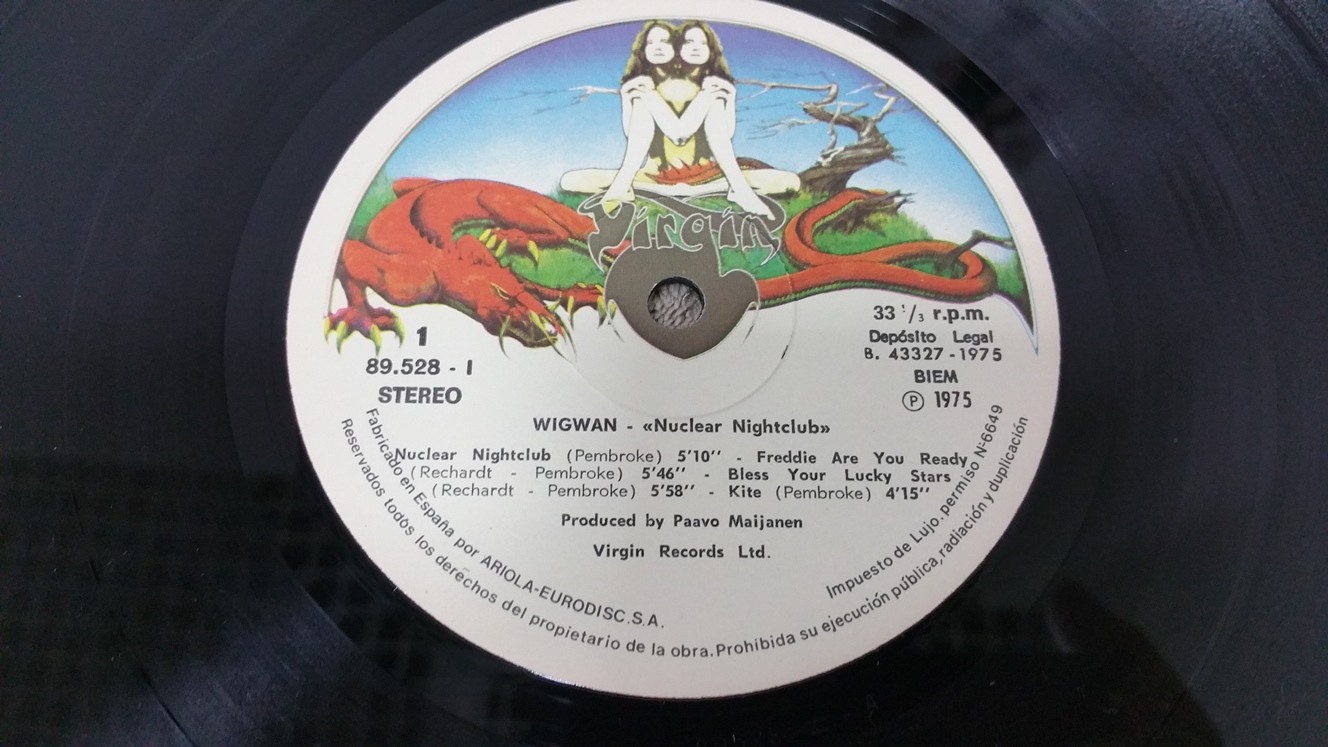 Virgin
1
89.528 - I
STEREO
33 1/3 r.p.m.
Depósito Legal
B. 43327 - 1975
BIEM
Ⓟ 1975
WIGWAN - «Nuclear Nightclub»
Nuclear Nightclub (Pembroke) 5'10'' - Freddie Are You Ready
(Rechardt - Pembroke) 5'46'' - Bless Your Lucky Stars
(Rechardt - Pembroke) 5'58'' - Kite (Pembroke) 4'15''
Produced by Paavo Maijanen
Virgin Records Ltd.
Fabricado en España por ARIOLA-EURODISC.S.A.
Impuesto de Lujo. permiso Nº6649
Reservados todos los derechos del propietario de la obra. Prohibida su ejecución pública, radiación y duplicación